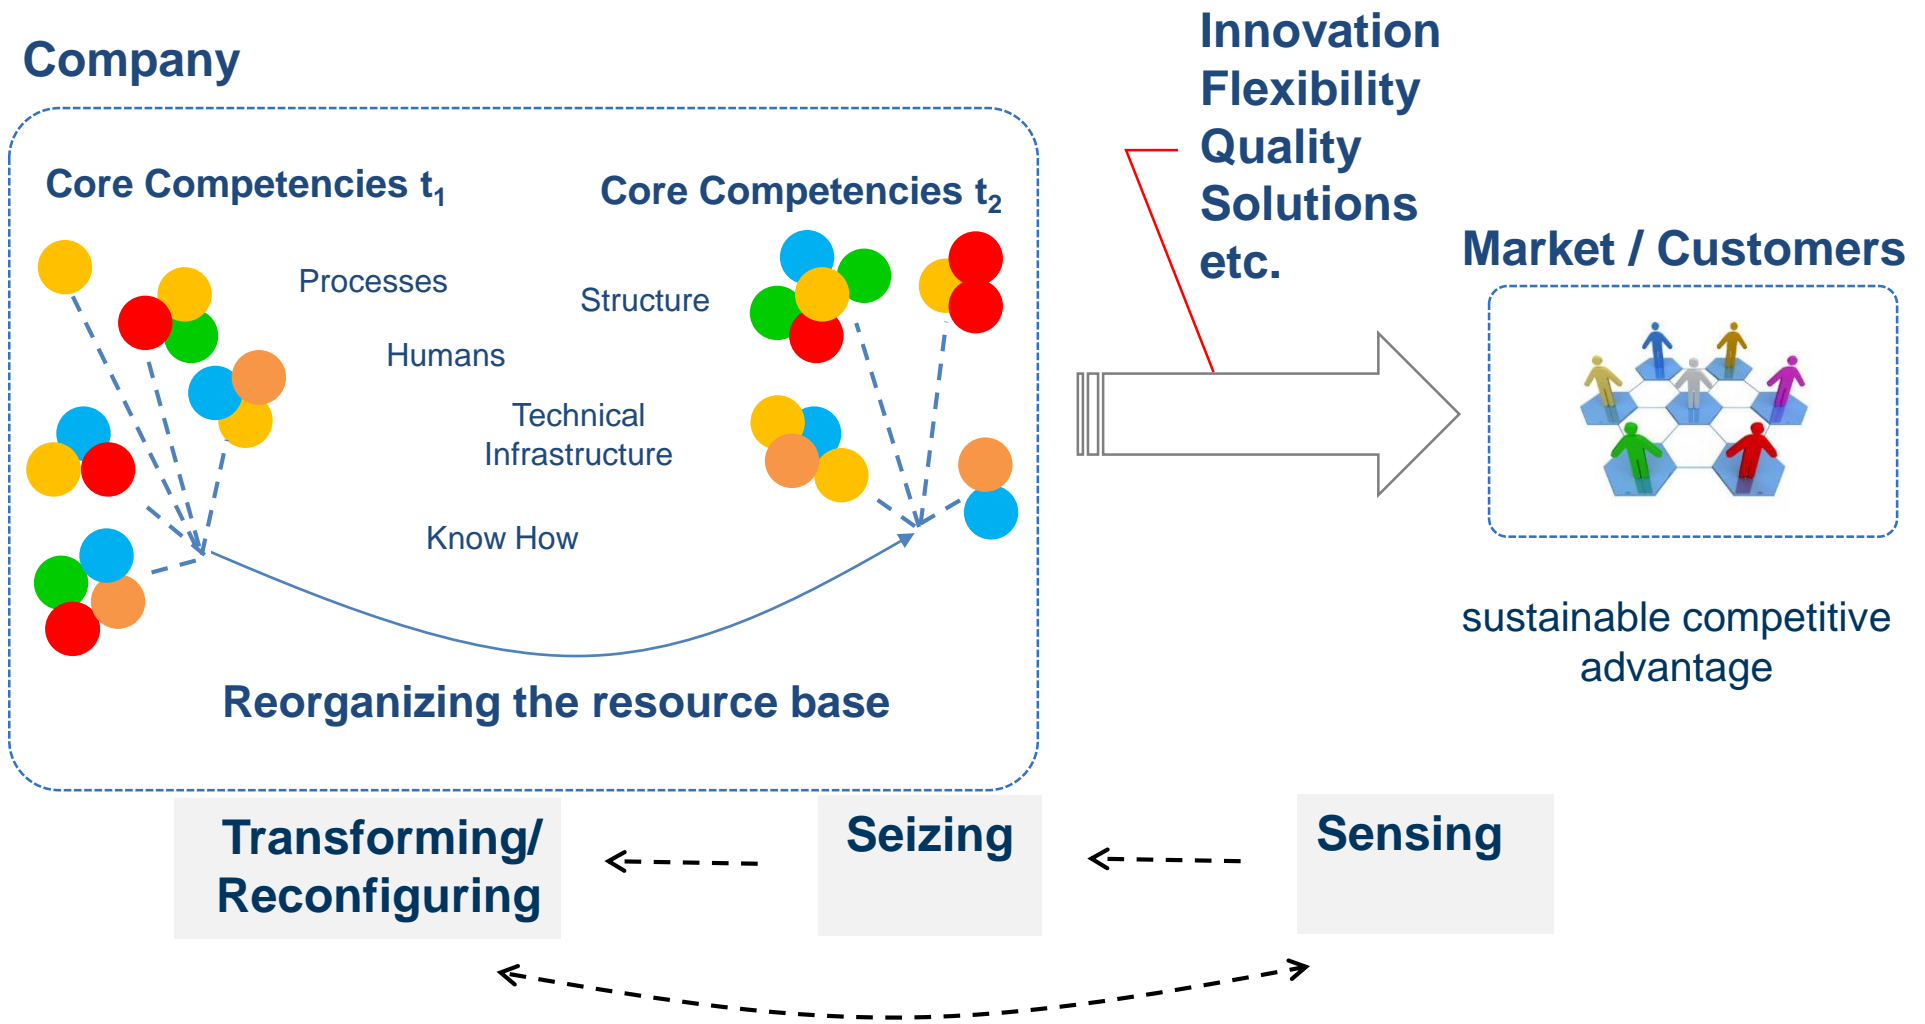 Company
Core Competencies t₁
Core Competencies t₂
Processes
Structure
Humans
Technical
Infrastructure
Know How
Reorganizing the resource base
Innovation
Flexibility
Quality
Solutions
etc.
Market / Customers
sustainable competitive
advantage
Transforming/
Reconfiguring
Seizing
Sensing